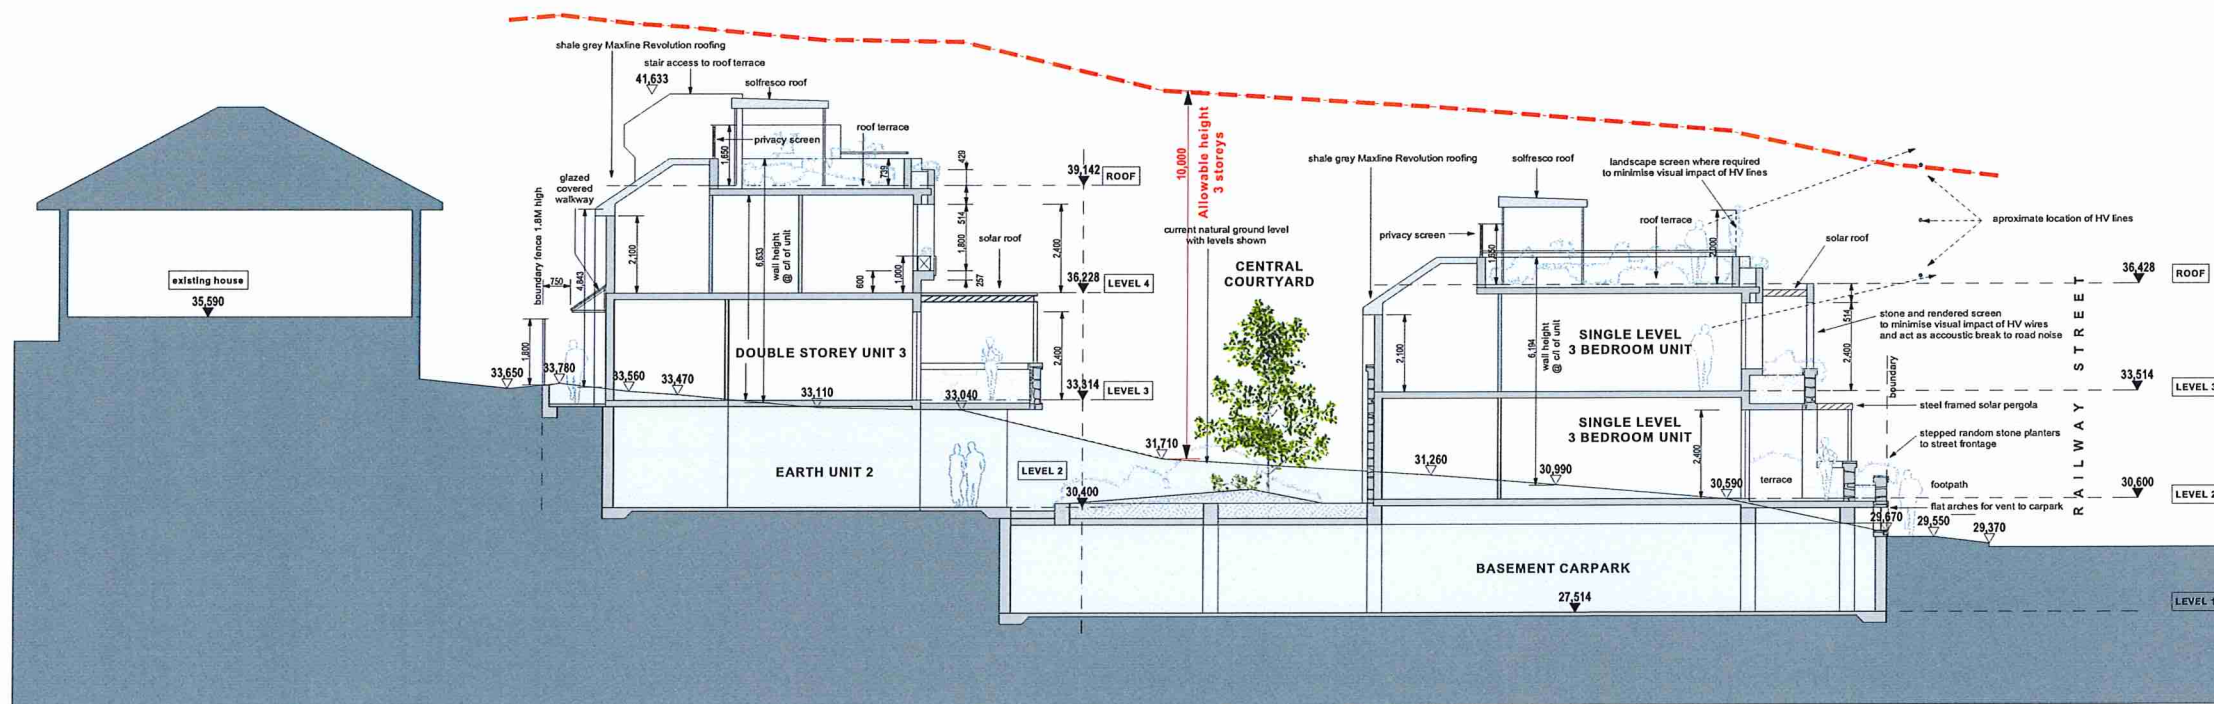 shale grey Maxline Revolution roofing
stair access to roof terrace
41,633
solfresco roof
privacy screen
roof terrace
1,650
739
429
39,142
ROOF
glazed
covered
walkway
boundary fence 1.8M high
750
4,843
2,100
6,633
wall height
@ c/l of unit
514
1,800
1,000
600
257
2,400
solar roof
36,228
LEVEL 4
existing house
35,590
1,800
DOUBLE STOREY UNIT 3
2,400
33,650
33,780
33,560
33,470
33,110
33,040
33,314
LEVEL 3
EARTH UNIT 2
LEVEL 2
30,400
10,000
Allowable height
3 storeys
current natural ground level
with levels shown
31,710
CENTRAL
COURTYARD
shale gray Maxline Revolution roofing
solfresco roof
landscape screen where required
to minimise visual impact of HV lines
privacy screen
1,650
roof terrace
2,000
aproximate location of HV lines
solar roof
36,428
ROOF
2,100
6,194
wall height
@ c/l of unit
SINGLE LEVEL
3 BEDROOM UNIT
514
2,400
stone and rendered screen
to minimise visual impact of HV wires
and act as accoustic break to road noise
boundary
33,514
LEVEL 3
steel framed solar pergola
SINGLE LEVEL
3 BEDROOM UNIT
2,400
stepped random stone planters
to street frontage
31,260
30,990
30,590
terrace
footpath
30,600
LEVEL 2
flat arches for vent to carpark
29,670
29,550
29,370
RAILWAY STREET
BASEMENT CARPARK
27,514
LEVEL 1